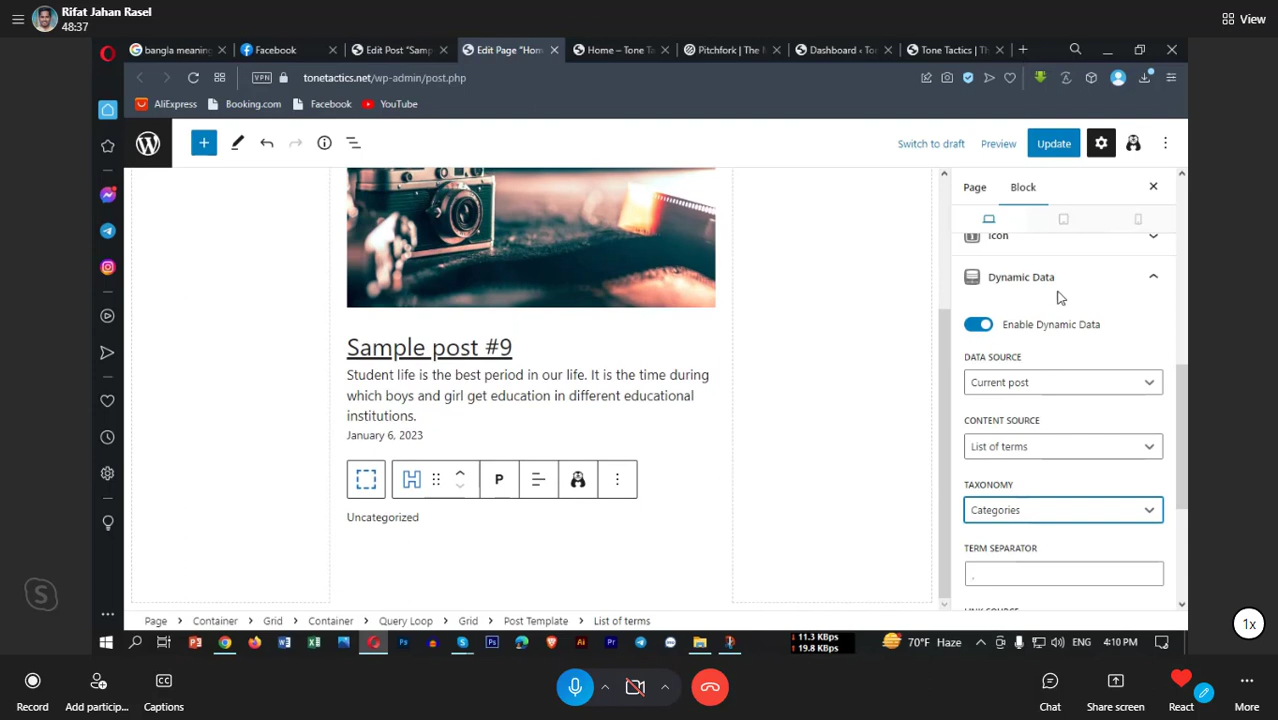 Rifat Jahan Rasel
48:37
View
bangla meaning
Facebook
Edit Post "Samp
Edit Page "Hom
Home – Tone Ta
Pitchfork | The M
Dashboard ‹ To
Tone Tactics | Th
VPN
tonetactics.net/wp-admin/post.php
AliExpress
Booking.com
Facebook
YouTube
Switch to draft
Preview
Update
Page
Block
Icon
Dynamic Data
Enable Dynamic Data
DATA SOURCE
Current post
CONTENT SOURCE
List of terms
TAXONOMY
Categories
TERM SEPARATOR
,
Sample post #9
Student life is the best period in our life. It is the time during
which boys and girl get education in different educational
institutions.
January 6, 2023
H
P
Uncategorized
Page
Container
Grid
Container
Query Loop
Grid
Post Template
List of terms
11.3 KBps
19.8 KBps
70°F Haze
ENG
4:10 PM
1x
Record
Add particip...
Captions
Chat
Share screen
React
More